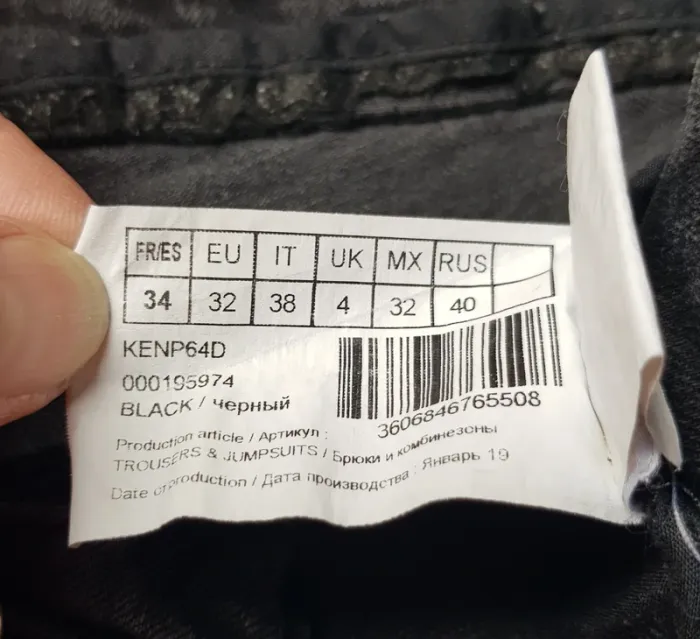 FR/ES EU IT UK MX RUS
34 32 38 4 32 40
KENP64D
000195974
BLACK / черный
3606846765508
Production article / Артикул :
TROUSERS & JUMPSUITS / Брюки и комбинезоны
Date of production / Дата производства : Январь 19